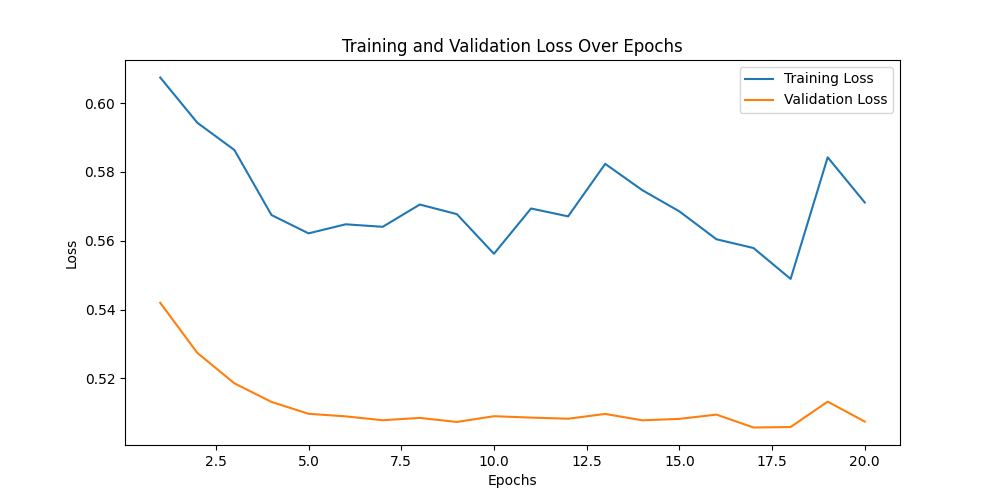 Training and Validation Loss Over Epochs
Training Loss
Validation Loss
0.60
0.58
0.56
0.54
0.52
Loss
2.5 5.0 7.5 10.0 12.5 15.0 17.5 20.0
Epochs